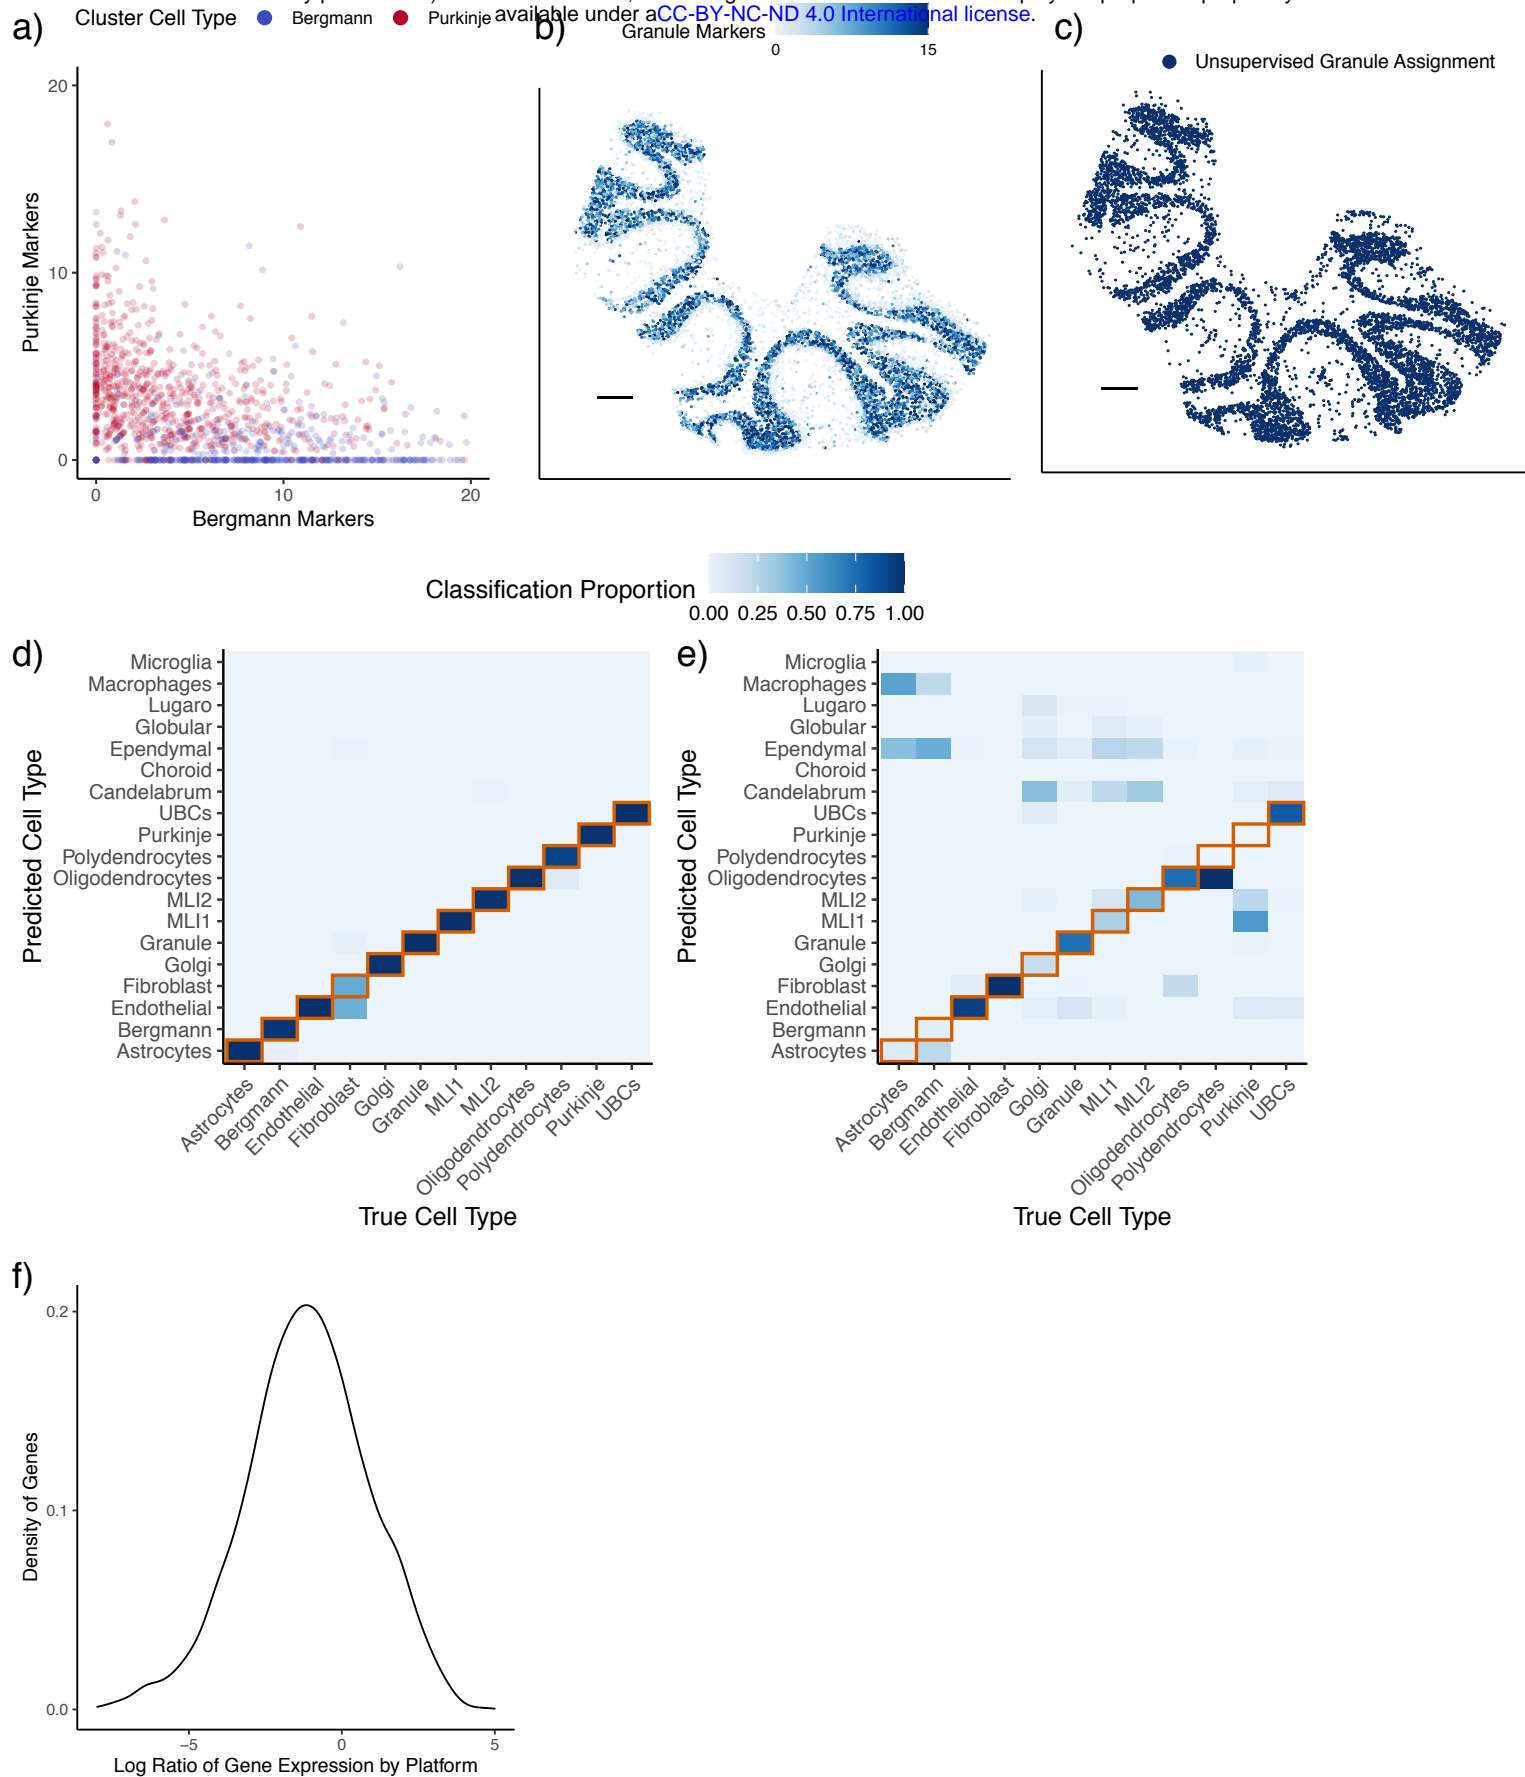 available under aCC-BY-NC-ND 4.0 International license.
a)
Cluster Cell Type
Bergmann
Purkinje
20
10
0
Purkinje Markers
0
10
20
Bergmann Markers
b)
Granule Markers
0
15
c)
Unsupervised Granule Assignment
Classification Proportion
0.00 0.25 0.50 0.75 1.00
d)
Predicted Cell Type
Microglia
Macrophages
Lugaro
Globular
Ependymal
Choroid
Candelabrum
UBCs
Purkinje
Polydendrocytes
Oligodendrocytes
MLI2
MLI1
Granule
Golgi
Fibroblast
Endothelial
Bergmann
Astrocytes
Astrocytes
Bergmann
Endothelial
Fibroblast
Golgi
Granule
MLI1
MLI2
Oligodendrocytes
Polydendrocytes
Purkinje
UBCs
True Cell Type
e)
Predicted Cell Type
Microglia
Macrophages
Lugaro
Globular
Ependymal
Choroid
Candelabrum
UBCs
Purkinje
Polydendrocytes
Oligodendrocytes
MLI2
MLI1
Granule
Golgi
Fibroblast
Endothelial
Bergmann
Astrocytes
Astrocytes
Bergmann
Endothelial
Fibroblast
Golgi
Granule
MLI1
MLI2
Oligodendrocytes
Polydendrocytes
Purkinje
UBCs
True Cell Type
f)
Density of Genes
0.2
0.1
0.0
−5
0
5
Log Ratio of Gene Expression by Platform